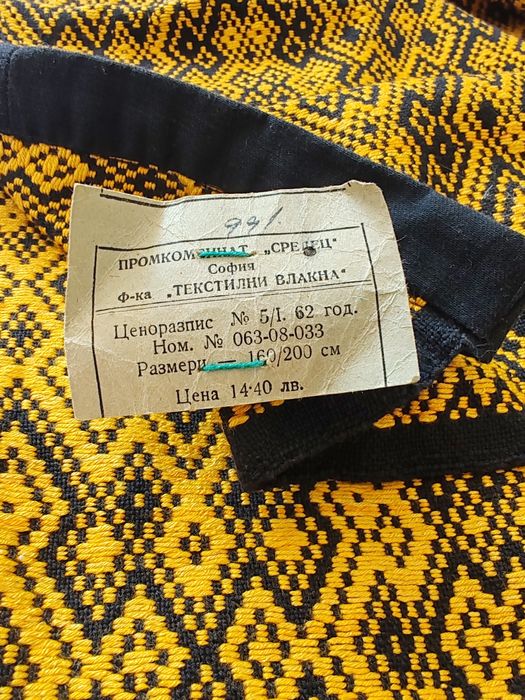 ПРОМКОМБИНАТ „СРЕДЕЦ"
София
Ф-ка „ТЕКСТИЛНИ ВЛАКНА"
Ценоразпис № 5/I. 62 год.
Ном. № 063-08-033
Размери — 160/200 см
Цена 14·40 лв.